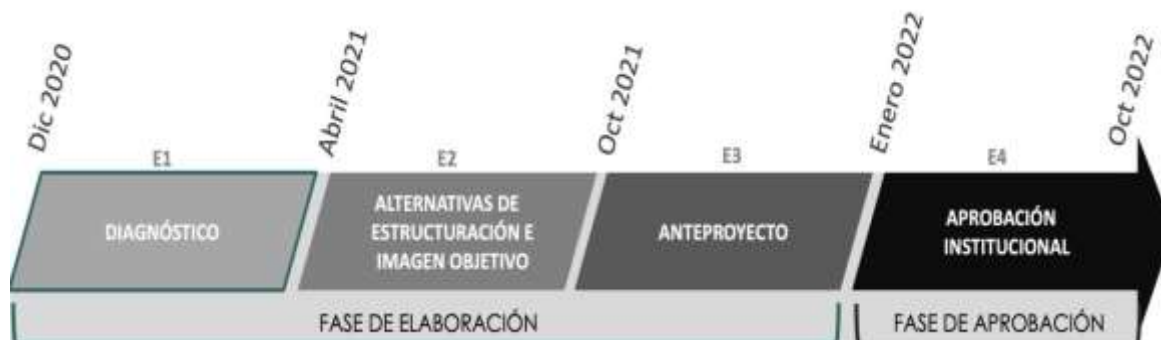 Dic 2020
Abril 2021
Oct 2021
Enero 2022
Oct 2022
E1
E2
E3
E4
DIAGNÓSTICO
ALTERNATIVAS DE
ESTRUCTURACIÓN E
IMAGEN OBJETIVO
ANTEPROYECTO
APROBACIÓN
INSTITUCIONAL
FASE DE ELABORACIÓN
FASE DE APROBACIÓN